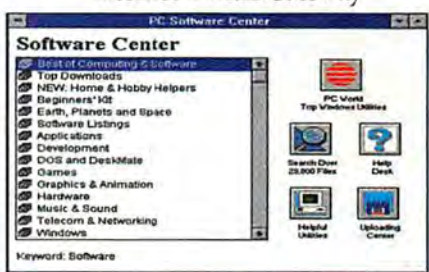 PC Software Center
Software Center
Best of Computing & Software
Top Downloads
NEW: Home & Hobby Helpers
Beginners' Kit
Earth, Planets and Space
Software Listings
Applications
Development
DOS and DeskMate
Games
Graphics & Animation
Hardware
Music & Sound
Telecom & Networking
Windows
PC World
Top Windows Utilities
Search Over
Files
Help
Desk
Helpful
Utilities
Uploading
Center
Keyword: Software